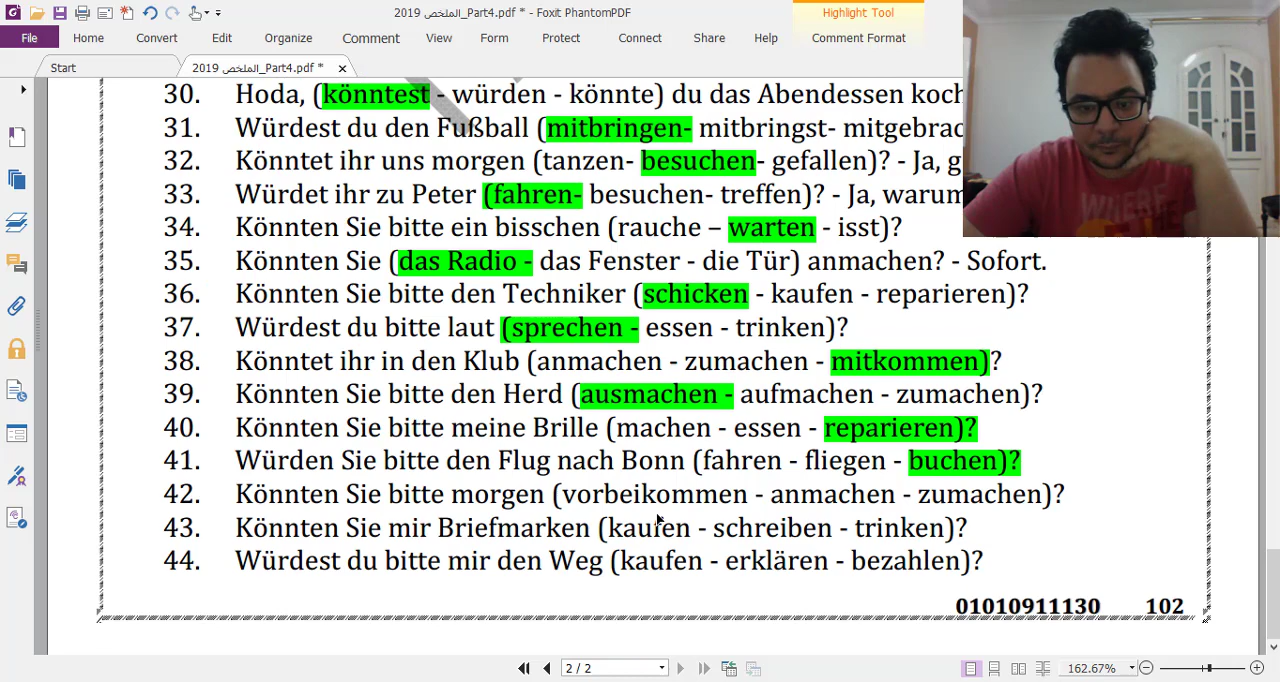 2019 الملخص_Part4.pdf * - Foxit PhantomPDF
Highlight Tool
File Home Convert Edit Organize Comment View Form Protect Connect Share Help Comment Format
Start 2019 الملخص_Part4.pdf *
30. Hoda, (könntest - würden - könnte) du das Abendessen koch
31. Würdest du den Fußball (mitbringen- mitbringst- mitgebrac
32. Könntet ihr uns morgen (tanzen- besuchen- gefallen)? - Ja, g
33. Würdet ihr zu Peter (fahren- besuchen- treffen)? - Ja, warum
34. Könnten Sie bitte ein bisschen (rauche – warten - isst)?
35. Könnten Sie (das Radio - das Fenster - die Tür) anmachen? - Sofort.
36. Könnten Sie bitte den Techniker (schicken - kaufen - reparieren)?
37. Würdest du bitte laut (sprechen - essen - trinken)?
38. Könntet ihr in den Klub (anmachen - zumachen - mitkommen)?
39. Könnten Sie bitte den Herd (ausmachen - aufmachen - zumachen)?
40. Könnten Sie bitte meine Brille (machen - essen - reparieren)?
41. Würden Sie bitte den Flug nach Bonn (fahren - fliegen - buchen)?
42. Könnten Sie bitte morgen (vorbeikommen - anmachen - zumachen)?
43. Könnten Sie mir Briefmarken (kaufen - schreiben - trinken)?
44. Würdest du bitte mir den Weg (kaufen - erklären - bezahlen)?
01010911130 102
2 / 2 162.67%